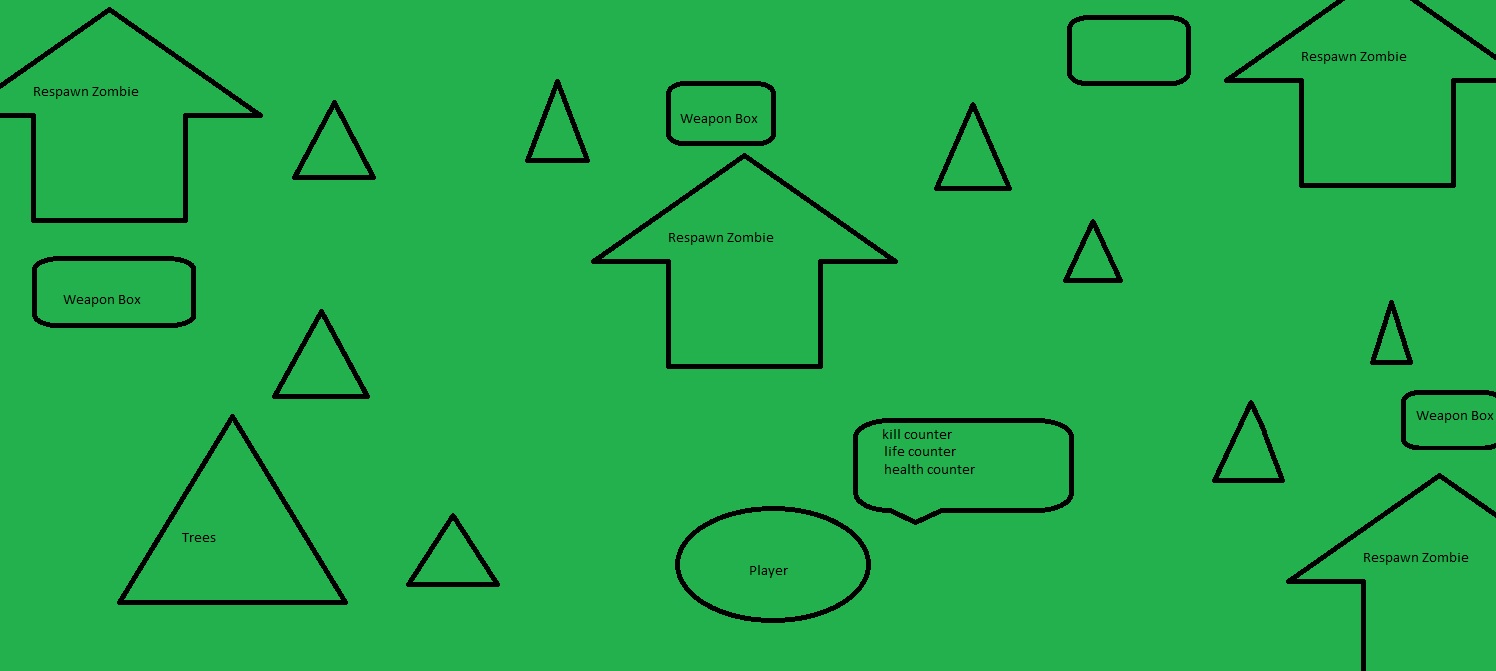 Respawn Zombie
Respawn Zombie
Weapon Box
Respawn Zombie
Weapon Box
Weapon Box
kill counter
life counter
health counter
Trees
Respawn Zombie
Player